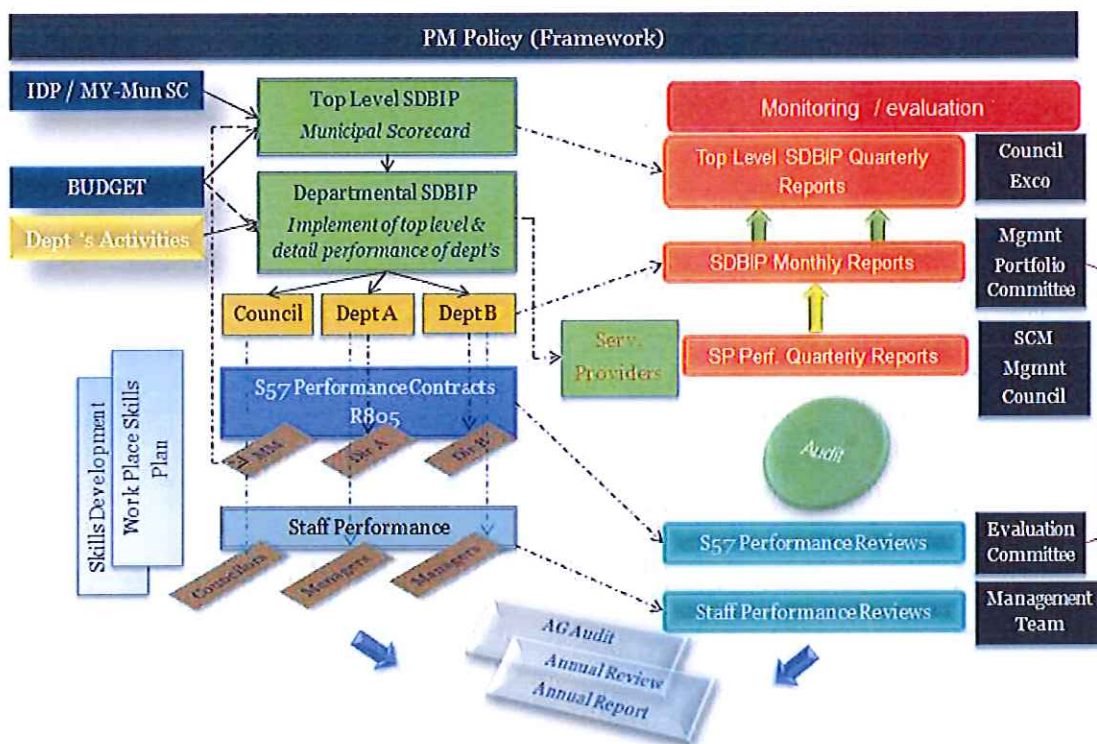 PM Policy (Framework)
IDP / MY-Mun SC
BUDGET
Dept 's Activities
Top Level SDBIP
Municipal Scorecard
Departmental SDBIP
Implement of top level &
detail performance of dept's
Council
Dept A
Dept B
S57 Performance Contracts
R805
MM
Dir A
Dir B
Staff Performance
Councilors
Menagers
Managers
Skills Development
Work Place Skills
Plan
Serv.
Providers
Monitoring / evaluation
Top Level SDBIP Quarterly
Reports
SDBIP Monthly Reports
SP Perf. Quarterly Reports
Audit
S57 Performance Reviews
Staff Performance Reviews
Council
Exco
Mgmnt
Portfolio
Committee
SCM
Mgmnt
Council
Evaluation
Committee
Management
Team
AG Audit
Annual Review
Annual Report